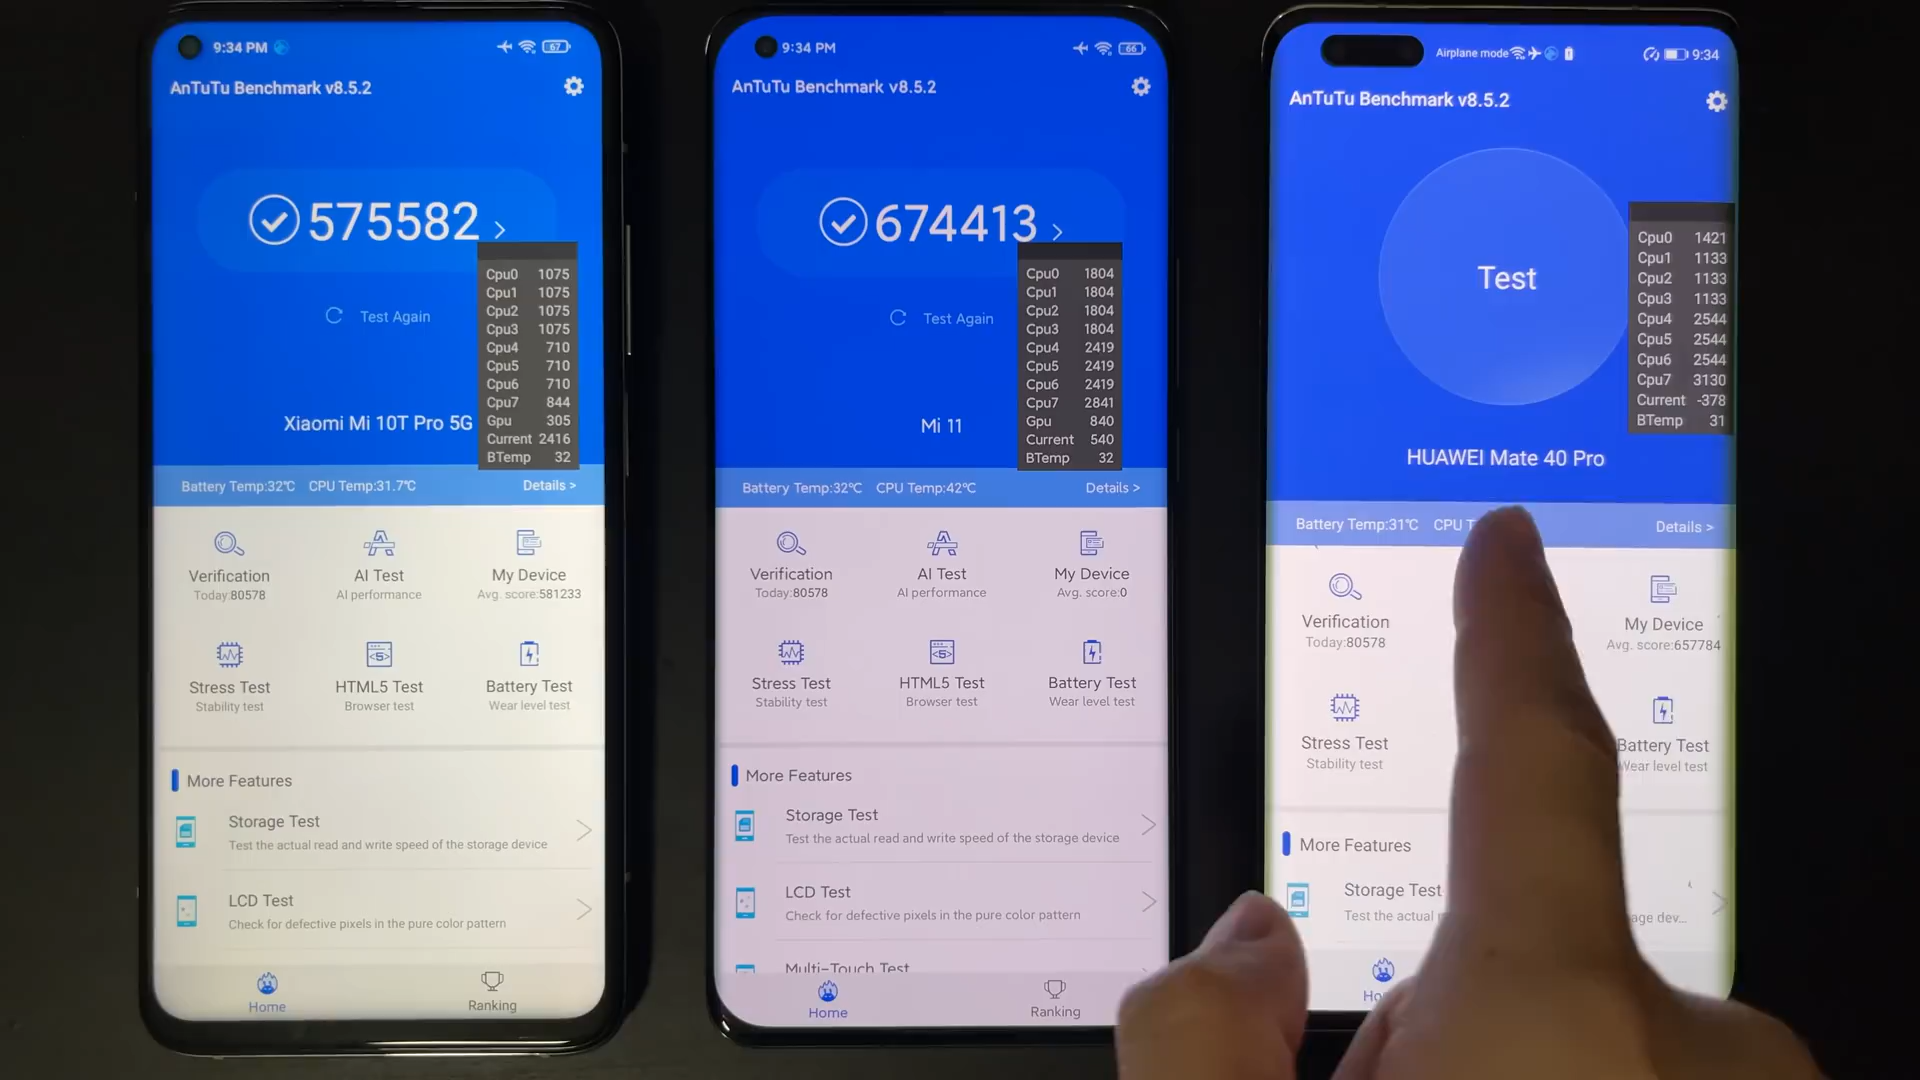 9:34 PM
67
AnTuTu Benchmark v8.5.2
575582
Test Again
Cpu0 1075
Cpu1 1075
Cpu2 1075
Cpu3 1075
Cpu4 710
Cpu5 710
Cpu6 710
Cpu7 844
Gpu 305
Current 2416
BTemp 32
Xiaomi Mi 10T Pro 5G
Battery Temp:32℃ CPU Temp:31.7℃ Details >
Verification
Today:80578
AI Test
AI performance
My Device
Avg. score:581233
Stress Test
Stability test
HTML5 Test
Browser test
Battery Test
Wear level test
More Features
Storage Test
Test the actual read and write speed of the storage device
LCD Test
Check for defective pixels in the pure color pattern
Home
Ranking
9:34 PM
66
AnTuTu Benchmark v8.5.2
674413
Test Again
Cpu0 1804
Cpu1 1804
Cpu2 1804
Cpu3 1804
Cpu4 2419
Cpu5 2419
Cpu6 2419
Cpu7 2841
Gpu 840
Current 540
BTemp 32
Mi 11
Battery Temp:32℃ CPU Temp:42℃ Details >
Verification
Today:80578
AI Test
AI performance
My Device
Avg. score:0
Stress Test
Stability test
HTML5 Test
Browser test
Battery Test
Wear level test
More Features
Storage Test
Test the actual read and write speed of the storage device
LCD Test
Check for defective pixels in the pure color pattern
Multi-Touch Test
Home
Ranking
Airplane mode
9:34
AnTuTu Benchmark v8.5.2
Test
Cpu0 1421
Cpu1 1133
Cpu2 1133
Cpu3 1133
Cpu4 2544
Cpu5 2544
Cpu6 2544
Cpu7 3130
Current -378
BTemp 31
HUAWEI Mate 40 Pro
Battery Temp:31℃ CPU Details >
Verification
Today:80578
My Device
Avg. score:657784
Stress Test
Stability test
Battery Test
Wear level test
More Features
Storage Test
Test the actual
age dev...